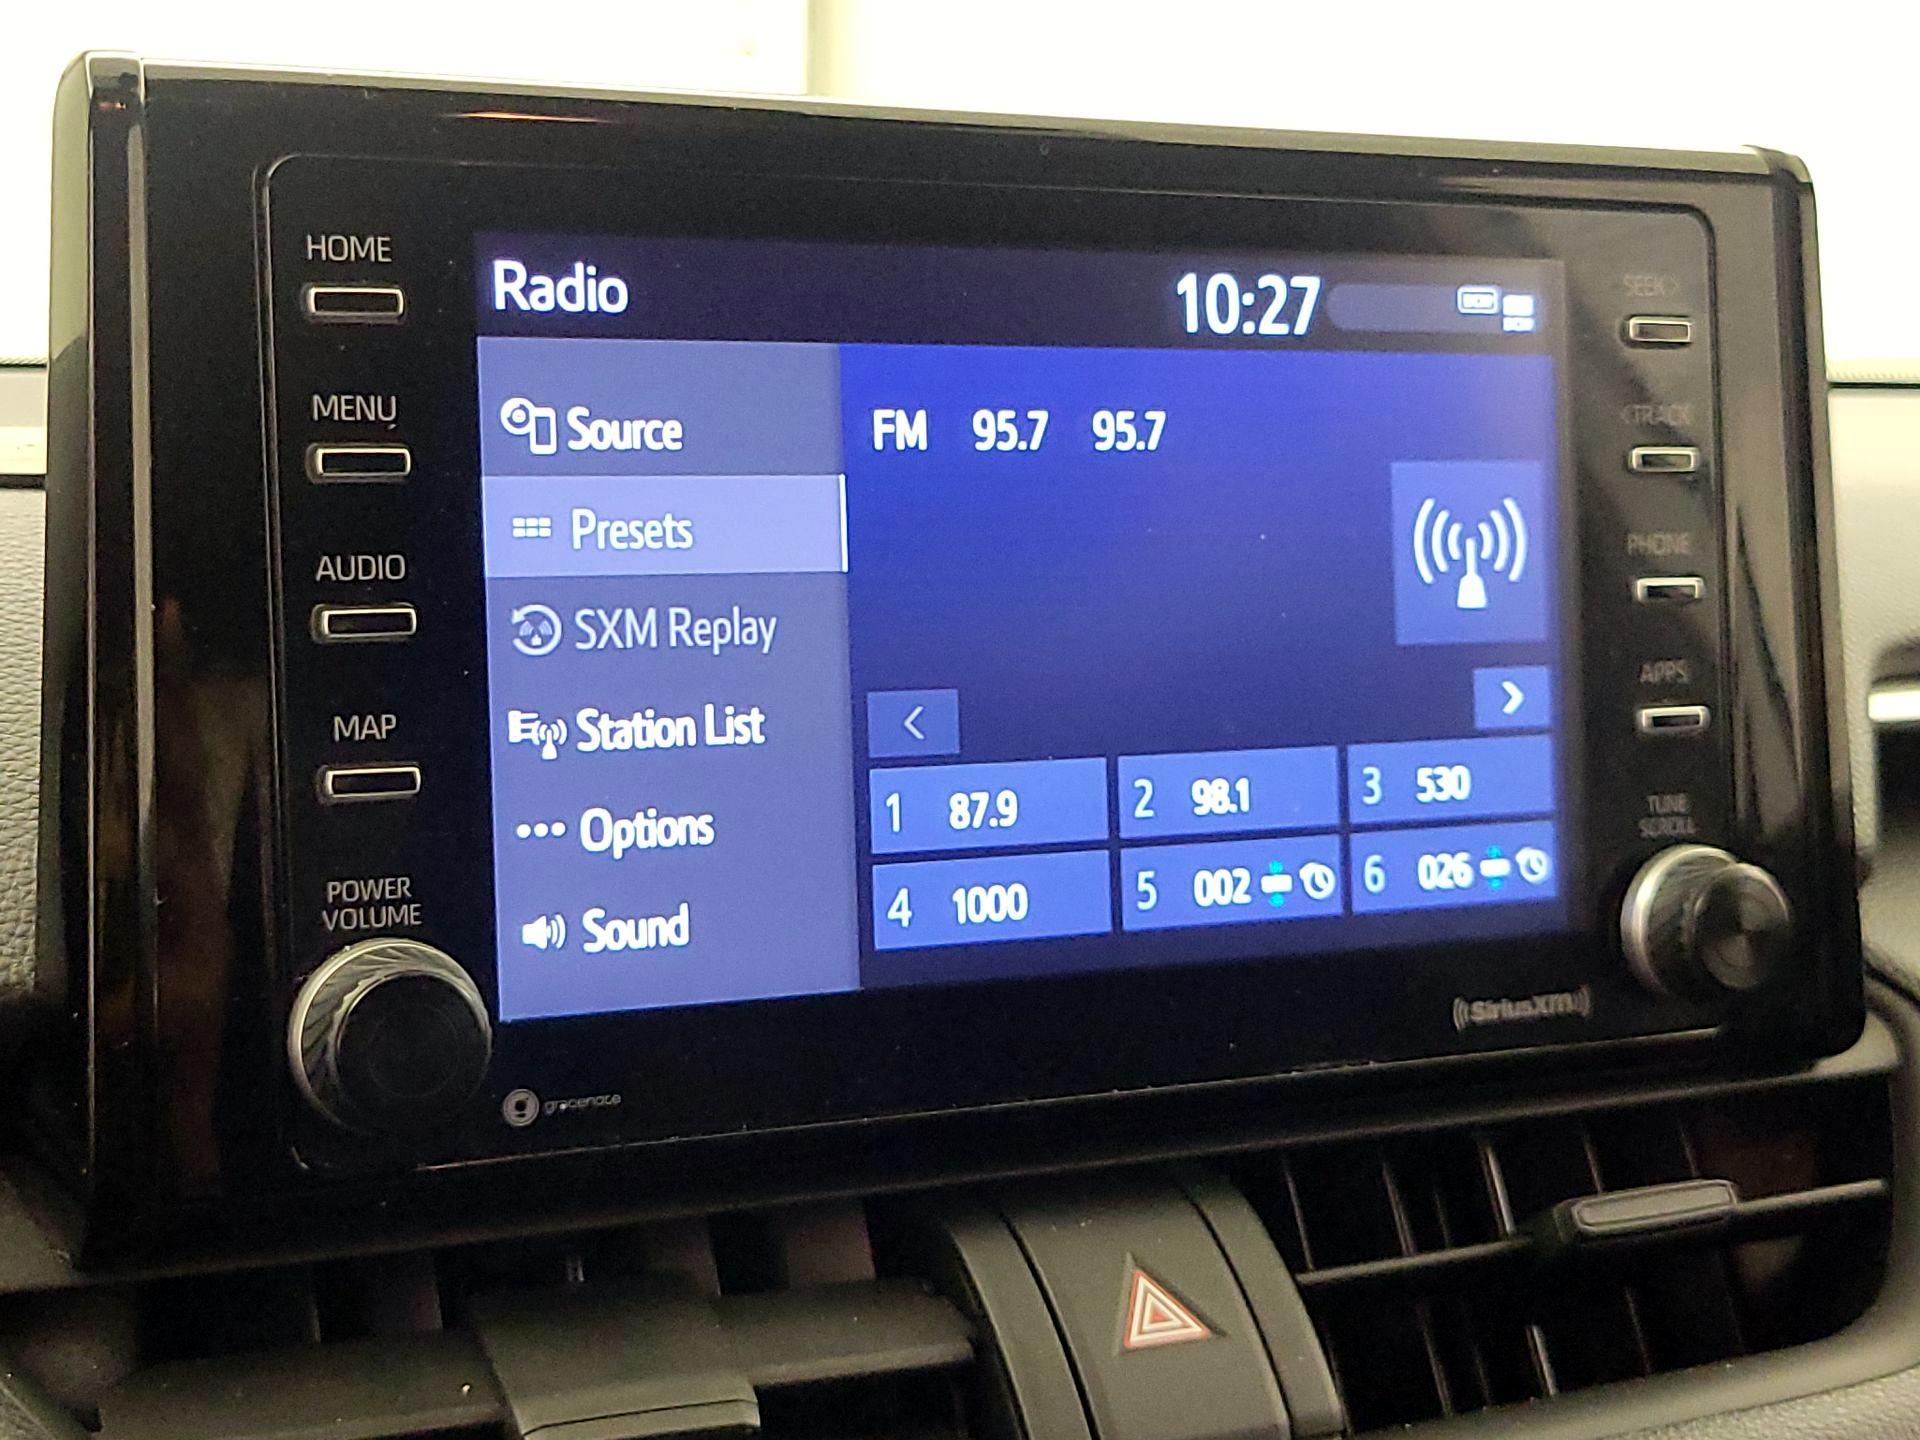 HOME
MENU
AUDIO
MAP
POWER
VOLUME
Radio
10:27
DCM
Source
Presets
SXM Replay
Station List
Options
Sound
FM 95.7 95.7
1 87.9
2 98.1
3 530
4 1000
5 002
6 026
SEEK>
<TRACK
PHONE
APPS
TUNE
SCROLL
SiriusXM
gracenote